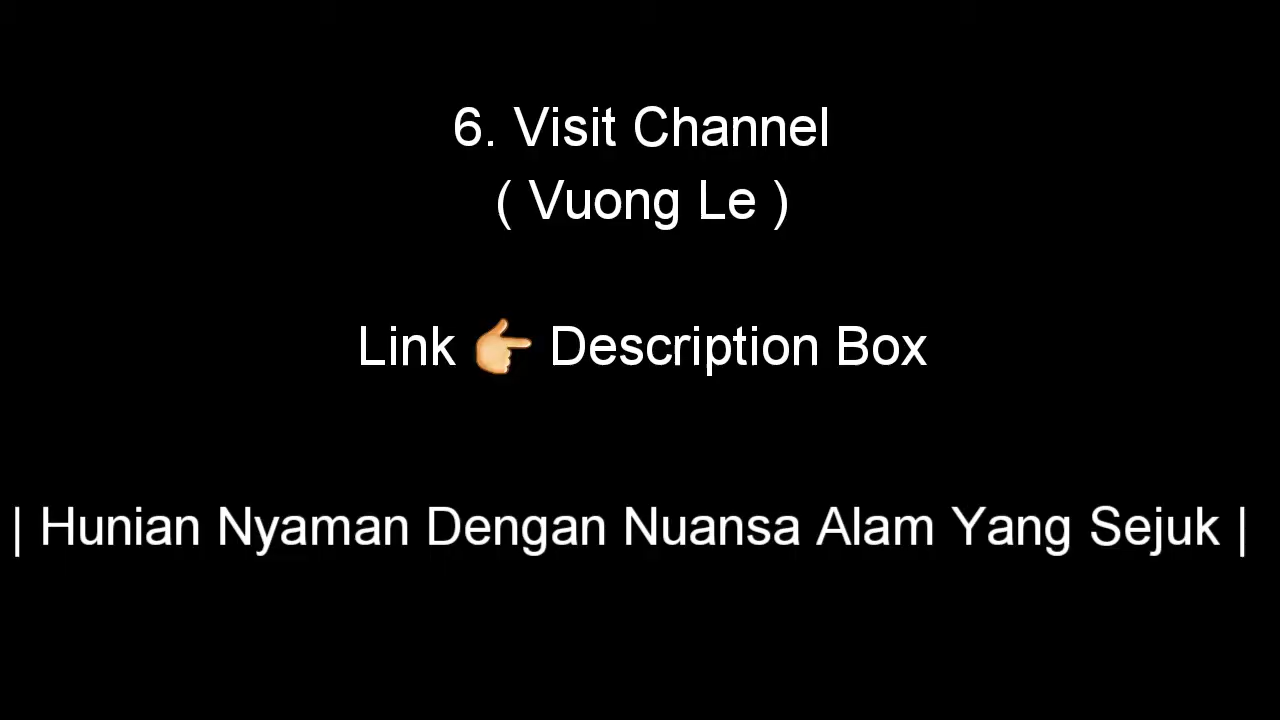 6. Visit Channel
( Vuong Le )
Link 👉 Description Box
| Hunian Nyaman Dengan Nuansa Alam Yang Sejuk |